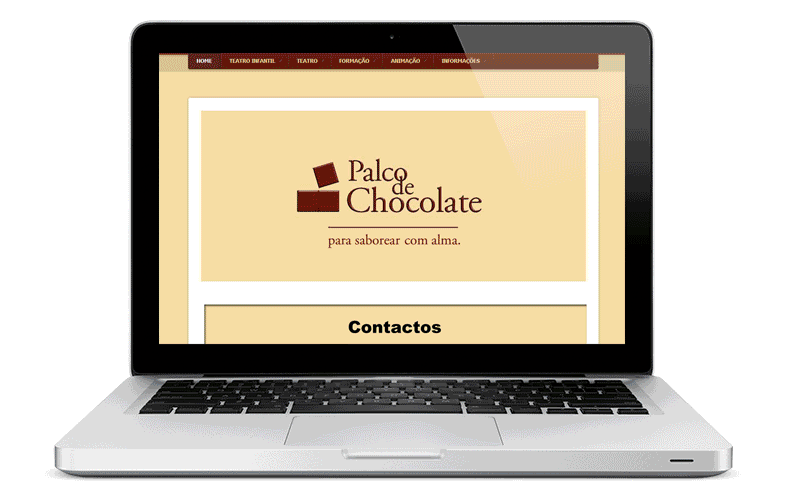 HOME TEATRO INFANTIL TEATRO FORMAÇÃO ANIMAÇÃO INFORMAÇÕES
Palco
de
Chocolate
para saborear com alma.
Contactos